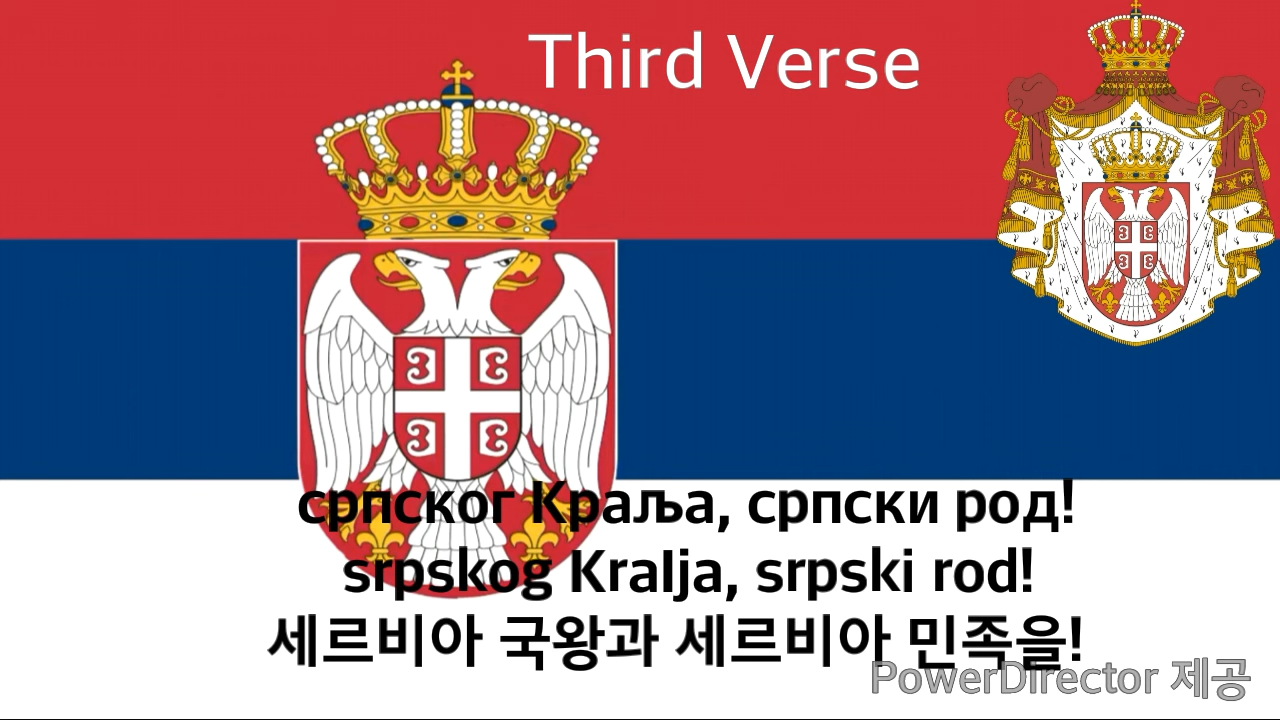 Third Verse
српског Краља, српски род!
srpskog Kralja, srpski rod!
세르비아 국왕과 세르비아 민족을!
PowerDirector 제공